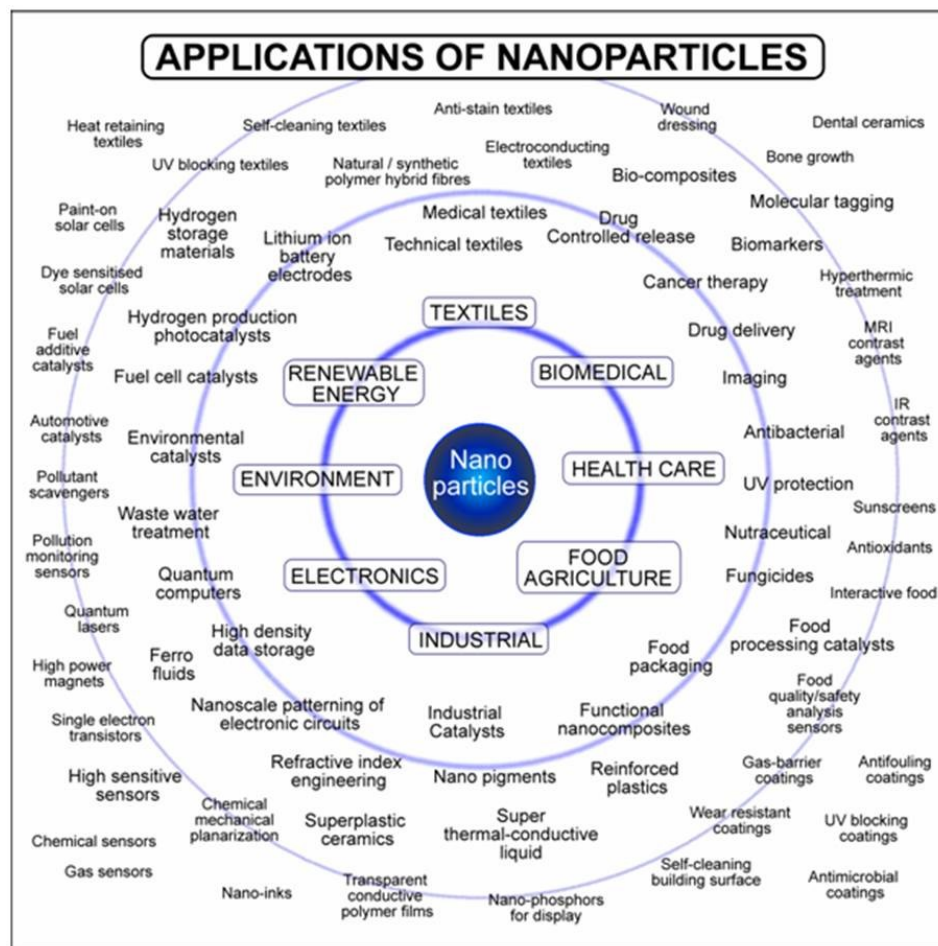 APPLICATIONS OF NANOPARTICLES
Anti-stain textiles
Wound
dressing
Dental ceramics
Heat retaining
textiles
Self-cleaning textiles
Electroconducting
textiles
Bone growth
UV blocking textiles
Natural / synthetic
polymer hybrid fibres
Bio-composites
Molecular tagging
Paint-on
solar cells
Hydrogen
storage
materials
Lithium ion
battery
electrodes
Medical textiles
Technical textiles
Drug
Controlled release
Biomarkers
Dye sensitised
solar cells
Cancer therapy
Hyperthermic
treatment
Hydrogen production
photocatalysts
TEXTILES
Drug delivery
MRI
contrast
agents
Fuel
additive
catalysts
Fuel cell catalysts
RENEWABLE
ENERGY
BIOMEDICAL
Imaging
IR
contrast
agents
Automotive
catalysts
Environmental
catalysts
Antibacterial
Pollutant
scavengers
ENVIRONMENT
Nano
particles
HEALTH CARE
UV protection
Sunscreens
Waste water
treatment
Nutraceutical
Antioxidants
Pollution
monitoring
sensors
Quantum
computers
ELECTRONICS
FOOD
AGRICULTURE
Fungicides
Interactive food
Quantum
lasers
High density
data storage
INDUSTRIAL
Food
processing catalysts
High power
magnets
Ferro
fluids
Food
packaging
Food
quality/safety
analysis
sensors
Single electron
transistors
Nanoscale patterning of
electronic circuits
Industrial
Catalysts
Functional
nanocomposites
High sensitive
sensors
Refractive index
engineering
Nano pigments
Reinforced
plastics
Gas-barrier
coatings
Antifouling
coatings
Chemical
mechanical
planarization
Superplastic
ceramics
Super
thermal-conductive
liquid
Wear resistant
coatings
UV blocking
coatings
Chemical sensors
Gas sensors
Self-cleaning
building surface
Antimicrobial
coatings
Nano-inks
Transparent
conductive
polymer films
Nano-phosphors
for display